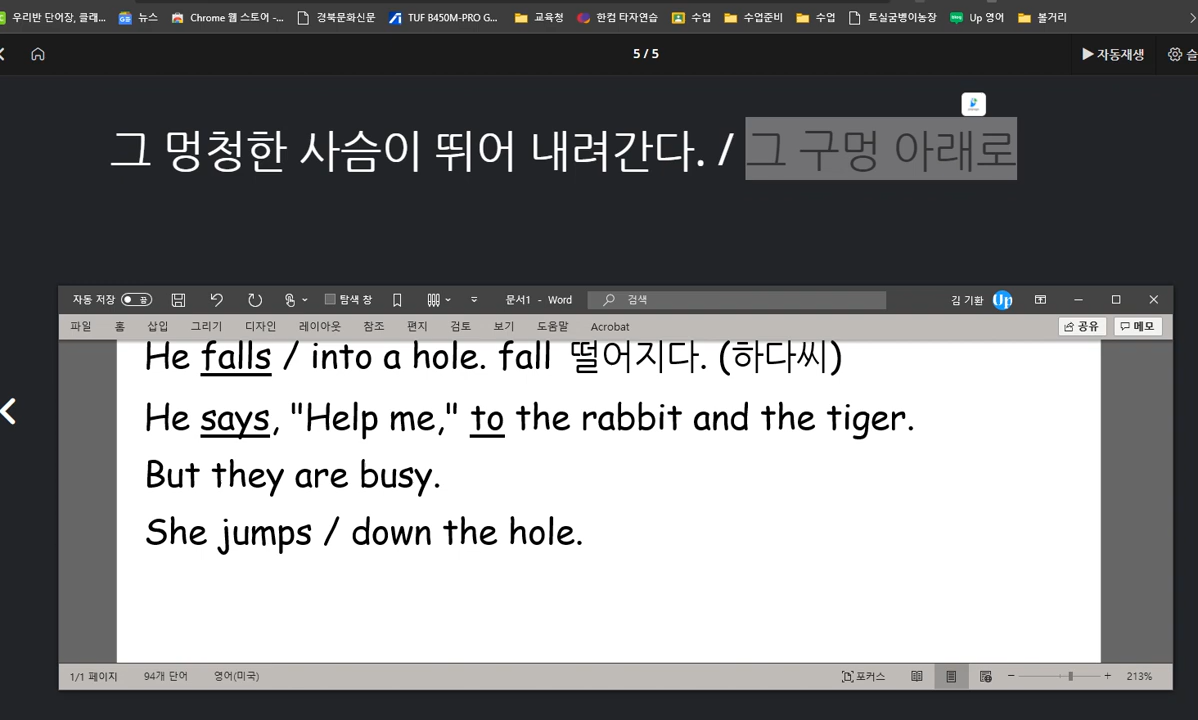 우리반 단어장, 클래... 뉴스 Chrome 웹 스토어 -... 경북문화신문 TUF B450M-PRO G... 교육청 한컴 타자연습 수업 수업준비 수업 토실굼벵이농장 Up 영어 볼거리
5 / 5 자동재생 슬
그 멍청한 사슴이 뛰어 내려간다. / 그 구멍 아래로
자동 저장 끔 탐색 창 문서1 - Word 검색 김 기환 Up
파일 홈 삽입 그리기 디자인 레이아웃 참조 편지 검토 보기 도움말 Acrobat 공유 메모
He falls / into a hole. fall 떨어지다. (하다씨)
He says, "Help me," to the rabbit and the tiger.
But they are busy.
She jumps / down the hole.
1/1 페이지 94개 단어 영어(미국) 포커스 213%